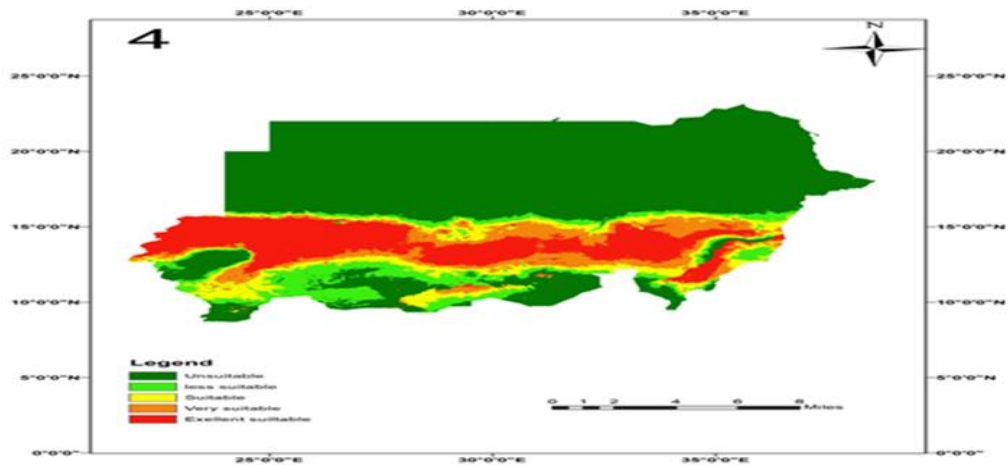 25°0'0"E 30°0'0"E 35°0'0"E
4
N
25°0'0"N 25°0'0"N
20°0'0"N 20°0'0"N
15°0'0"N 15°0'0"N
10°0'0"N 10°0'0"N
5°0'0"N 5°0'0"N
0°0'0" 0°0'0"
Legend
Unsuitable
less suitable
Suitable
Very suitable
Exellent suitable
0 1 2 4 6 8
Miles
25°0'0"E 30°0'0"E 35°0'0"E